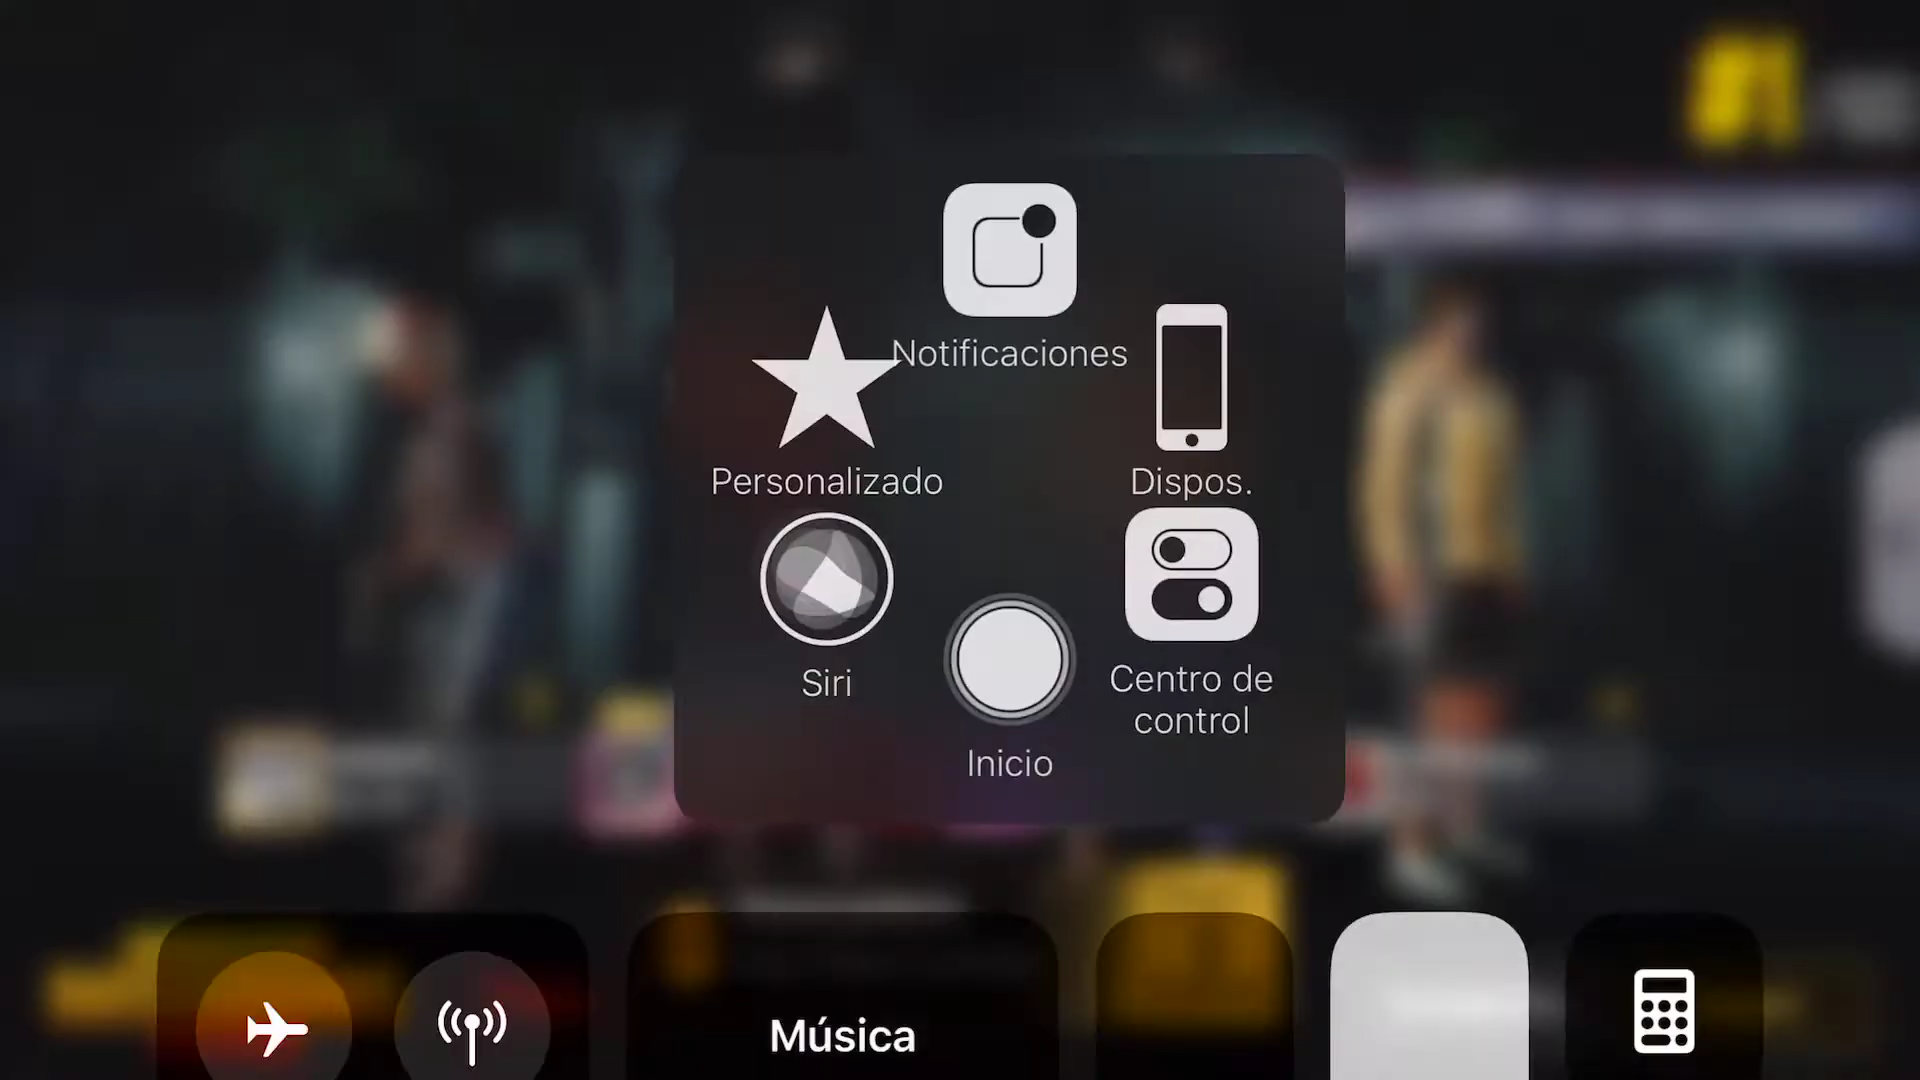 Notificaciones
Personalizado
Dispos.
Siri
Centro de
control
Inicio
Música